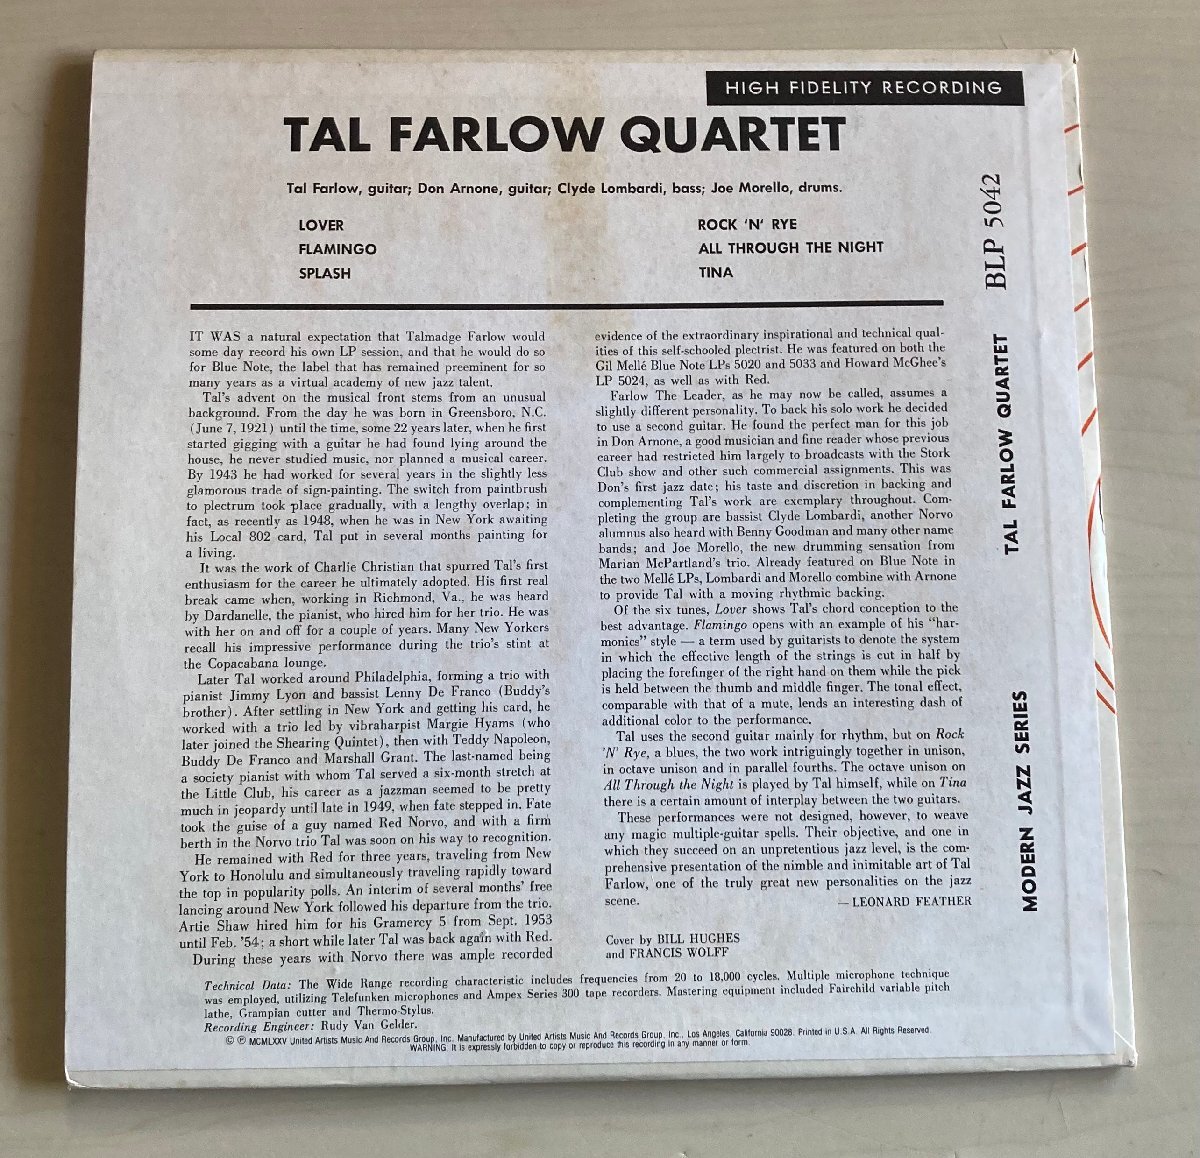 HIGH FIDELITY RECORDING
TAL FARLOW QUARTET
Tal Farlow, guitar; Don Arnone, guitar; Clyde Lombardi, bass; Joe Morello, drums.
LOVER
FLAMINGO
SPLASH
ROCK 'N' RYE
ALL THROUGH THE NIGHT
TINA
IT WAS a natural expectation that Talmadge Farlow would
some day record his own LP session, and that he would do so
for Blue Note, the label that has remained preeminent for so
many years as a virtual academy of new jazz talent.
Tal's advent on the musical front stems from an unusual
background. From the day he was born in Greensboro, N.C.
(June 7, 1921) until the time, some 22 years later, when he first
started gigging with a guitar he had found lying around the
house, he never studied music, nor planned a musical career.
By 1943 he had worked for several years in the slightly less
glamorous trade of sign-painting. The switch from paintbrush
to plectrum took place gradually, with a lengthy overlap; in
fact, as recently as 1948, when he was in New York awaiting
his Local 802 card, Tal put in several months painting for
a living.
It was the work of Charlie Christian that spurred Tal's first
enthusiasm for the career he ultimately adopted. His first real
break came when, working in Richmond, Va., he was heard
by Dardanelle, the pianist, who hired him for her trio. He was
with her on and off for a couple of years. Many New Yorkers
recall his impressive performance during the trio's stint at
the Copacabana lounge.
Later Tal worked around Philadelphia, forming a trio with
pianist Jimmy Lyon and bassist Lenny De Franco (Buddy's
brother). After settling in New York and getting his card, he
worked with a trio led by vibraharpist Margie Hyams (who
later joined the Shearing Quintet), then with Teddy Napoleon,
Buddy De Franco and Marshall Grant. The last-named being
a society pianist with whom Tal served a six-month stretch at
the Little Club, his career as a jazzman seemed to be pretty
much in jeopardy until late in 1949, when fate stepped in. Fate
took the guise of a guy named Red Norvo, and with a firm
berth in the Norvo trio Tal was soon on his way to recognition.
He remained with Red for three years, traveling from New
York to Honolulu and simultaneously traveling rapidly toward
the top in popularity polls. An interim of several months' free
lancing around New York followed his departure from the trio.
Artie Shaw hired him for his Gramercy 5 from Sept. 1953
until Feb. '54; a short while later Tal was back again with Red.
During these years with Norvo there was ample recorded
evidence of the extraordinary inspirational and technical qual-
ities of this self-schooled plectrist. He was featured on both the
Gil Mellé Blue Note LPs 5020 and 5033 and Howard McGhee's
LP 5024, as well as with Red.
Farlow The Leader, as he may now be called, assumes a
slightly different personality. To back his solo work he decided
to use a second guitar. He found the perfect man for this job
in Don Arnone, a good musician and fine reader whose previous
career had restricted him largely to broadcasts with the Stork
Club show and other such commercial assignments. This was
Don's first jazz date; his taste and discretion in backing and
complementing Tal's work are exemplary throughout. Com-
pleting the group are bassist Clyde Lombardi, another Norvo
alumnus also heard with Benny Goodman and many other name
bands; and Joe Morello, the new drumming sensation from
Marian McPartland's trio. Already featured on Blue Note in
the two Mellé LPs, Lombardi and Morello combine with Arnone
to provide Tal with a moving rhythmic backing.
Of the six tunes, Lover shows Tal's chord conception to the
best advantage. Flamingo opens with an example of his "har-
monics" style — a term used by guitarists to denote the system
in which the effective length of the strings is cut in half by
placing the forefinger of the right hand on them while the pick
is held between the thumb and middle finger. The tonal effect,
comparable with that of a mute, lends an interesting dash of
additional color to the performance.
Tal uses the second guitar mainly for rhythm, but on Rock
'N' Rye, a blues, the two work intriguingly together in unison,
in octave unison and in parallel fourths. The octave unison on
All Through the Night is played by Tal himself, while on Tina
there is a certain amount of interplay between the two guitars.
These performances were not designed, however, to weave
any magic multiple-guitar spells. Their objective, and one in
which they succeed on an unpretentious jazz level, is the com-
prehensive presentation of the nimble and inimitable art of Tal
Farlow, one of the truly great new personalities on the jazz
scene. — LEONARD FEATHER
Cover by BILL HUGHES
and FRANCIS WOLFF
Technical Data: The Wide Range recording characteristic includes frequencies from 20 to 18,000 cycles. Multiple microphone technique
was employed, utilizing Telefunken microphones and Ampex Series 300 tape recorders. Mastering equipment included Fairchild variable pitch
lathe, Grampian cutter and Thermo-Stylus.
Recording Engineer: Rudy Van Gelder.
© ℗ MCMLXXV United Artists Music And Records Group, Inc. Manufactured by United Artists Music And Records Group, Inc., Los Angeles, California 90028. Printed in U.S.A. All Rights Reserved.
WARNING: It is expressly forbidden to copy or reproduce this recording in any manner or form.
BLP 5042
TAL FARLOW QUARTET
MODERN JAZZ SERIES